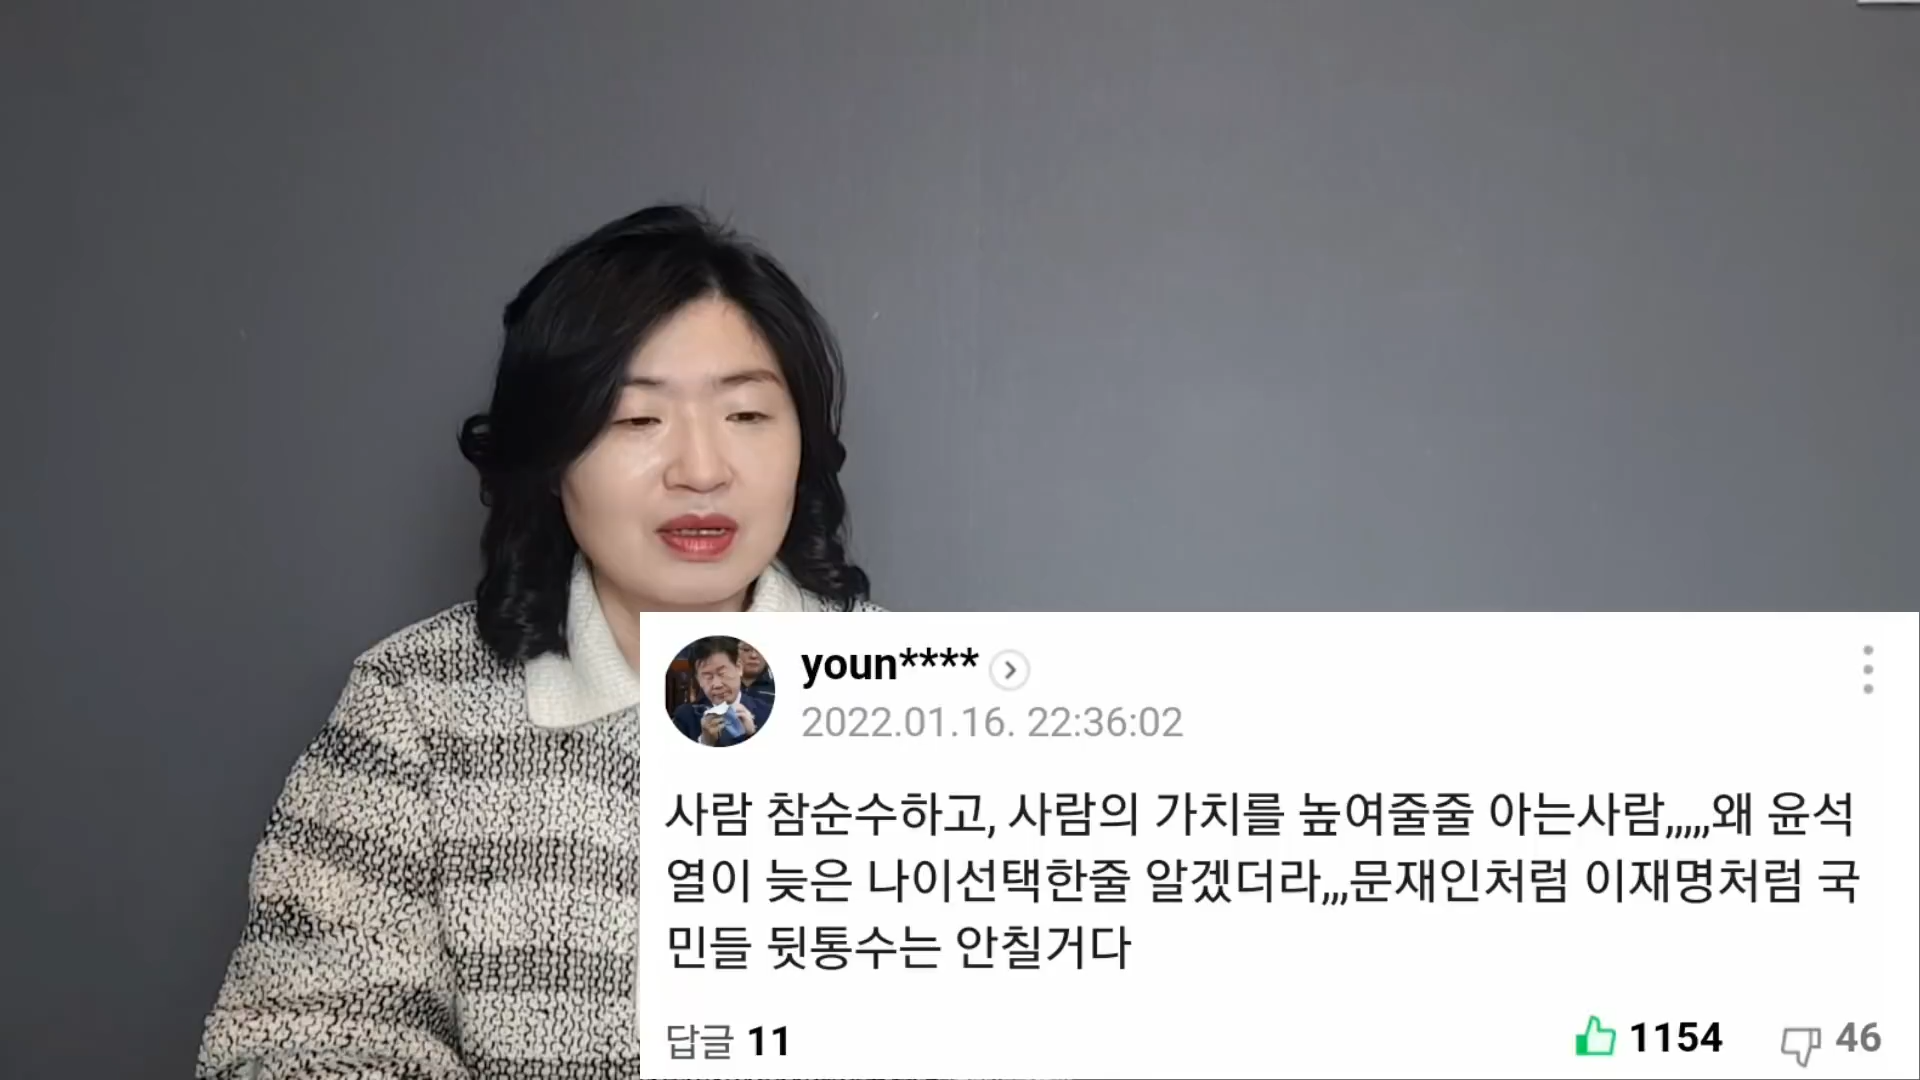 youn****
2022.01.16. 22:36:02
사람 참순수하고, 사람의 가치를 높여줄줄 아는사람,,,,,왜 윤석
열이 늦은 나이선택한줄 알겠더라,,,문재인처럼 이재명처럼 국
민들 뒷통수는 안칠거다
답글 11
1154
46